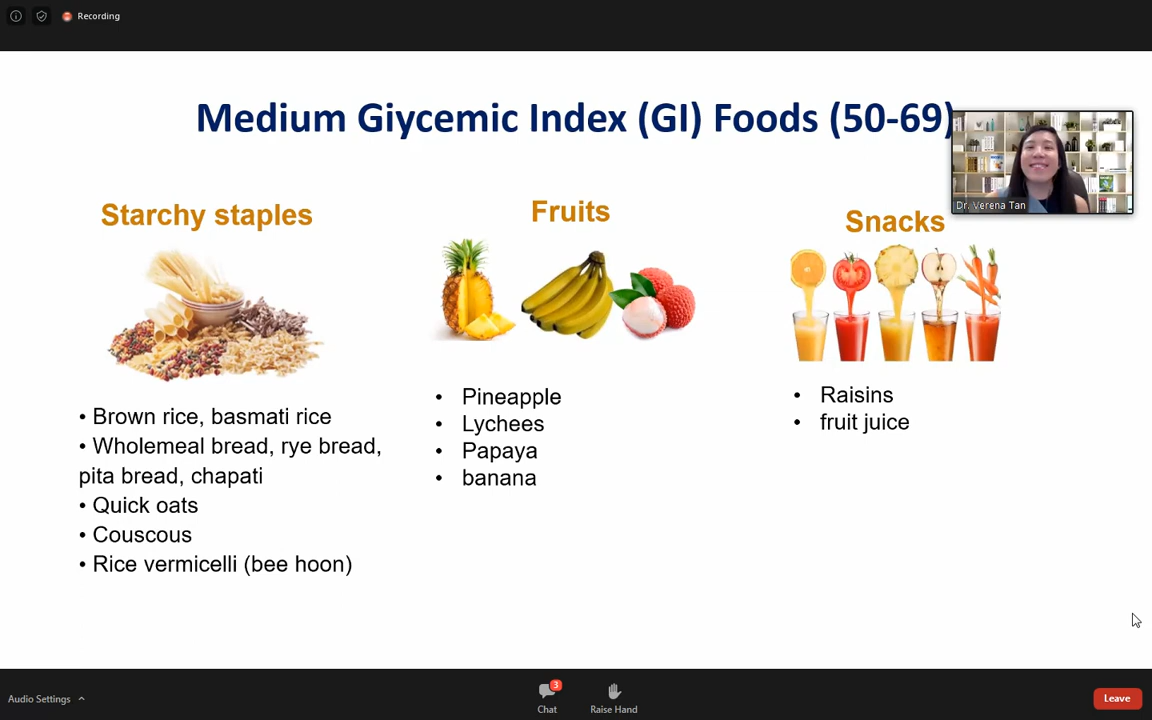 Recording
Medium Giycemic Index (GI) Foods (50-69)
Dr. Verena Tan
Starchy staples
• Brown rice, basmati rice
• Wholemeal bread, rye bread,
pita bread, chapati
• Quick oats
• Couscous
• Rice vermicelli (bee hoon)
Fruits
• Pineapple
• Lychees
• Papaya
• banana
Snacks
• Raisins
• fruit juice
Audio Settings
3
Chat
Raise Hand
Leave